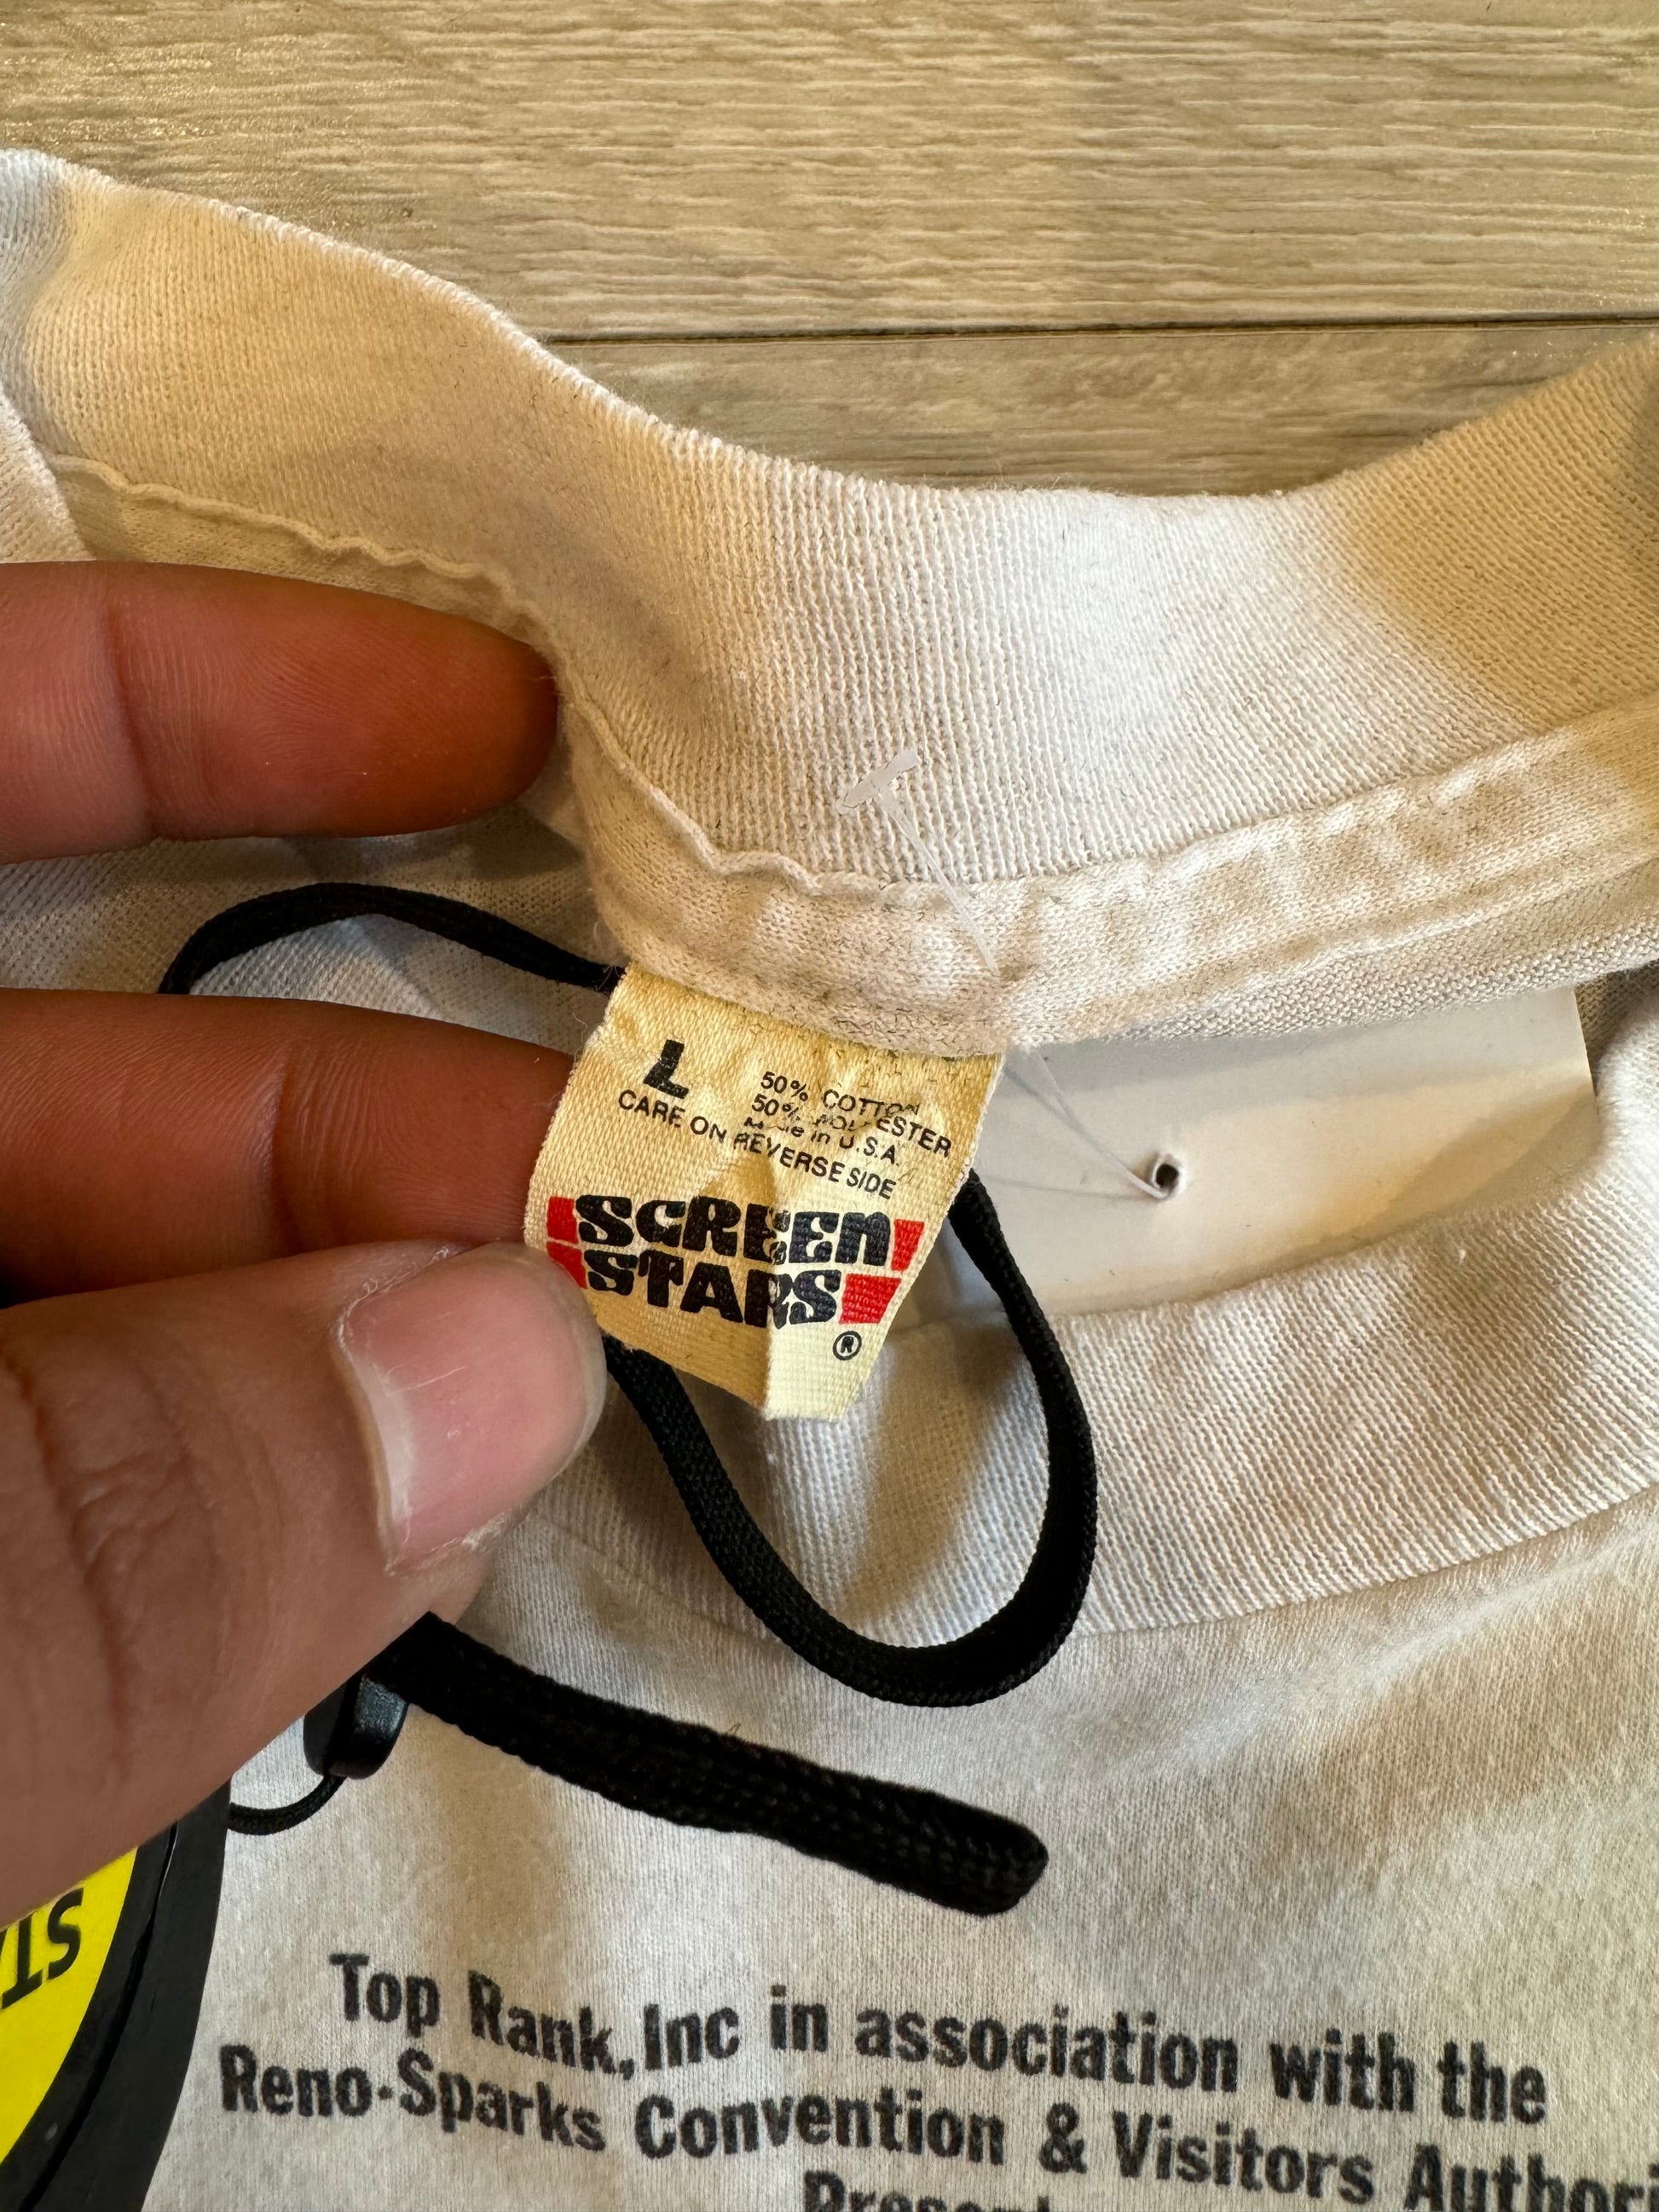 L
50% COTTON
50% POLYESTER
Made in U.S.A.
CARE ON REVERSE SIDE
SCREEN
STARS
®
Top Rank, Inc in association with the
Reno-Sparks Convention & Visitors Authori
Present